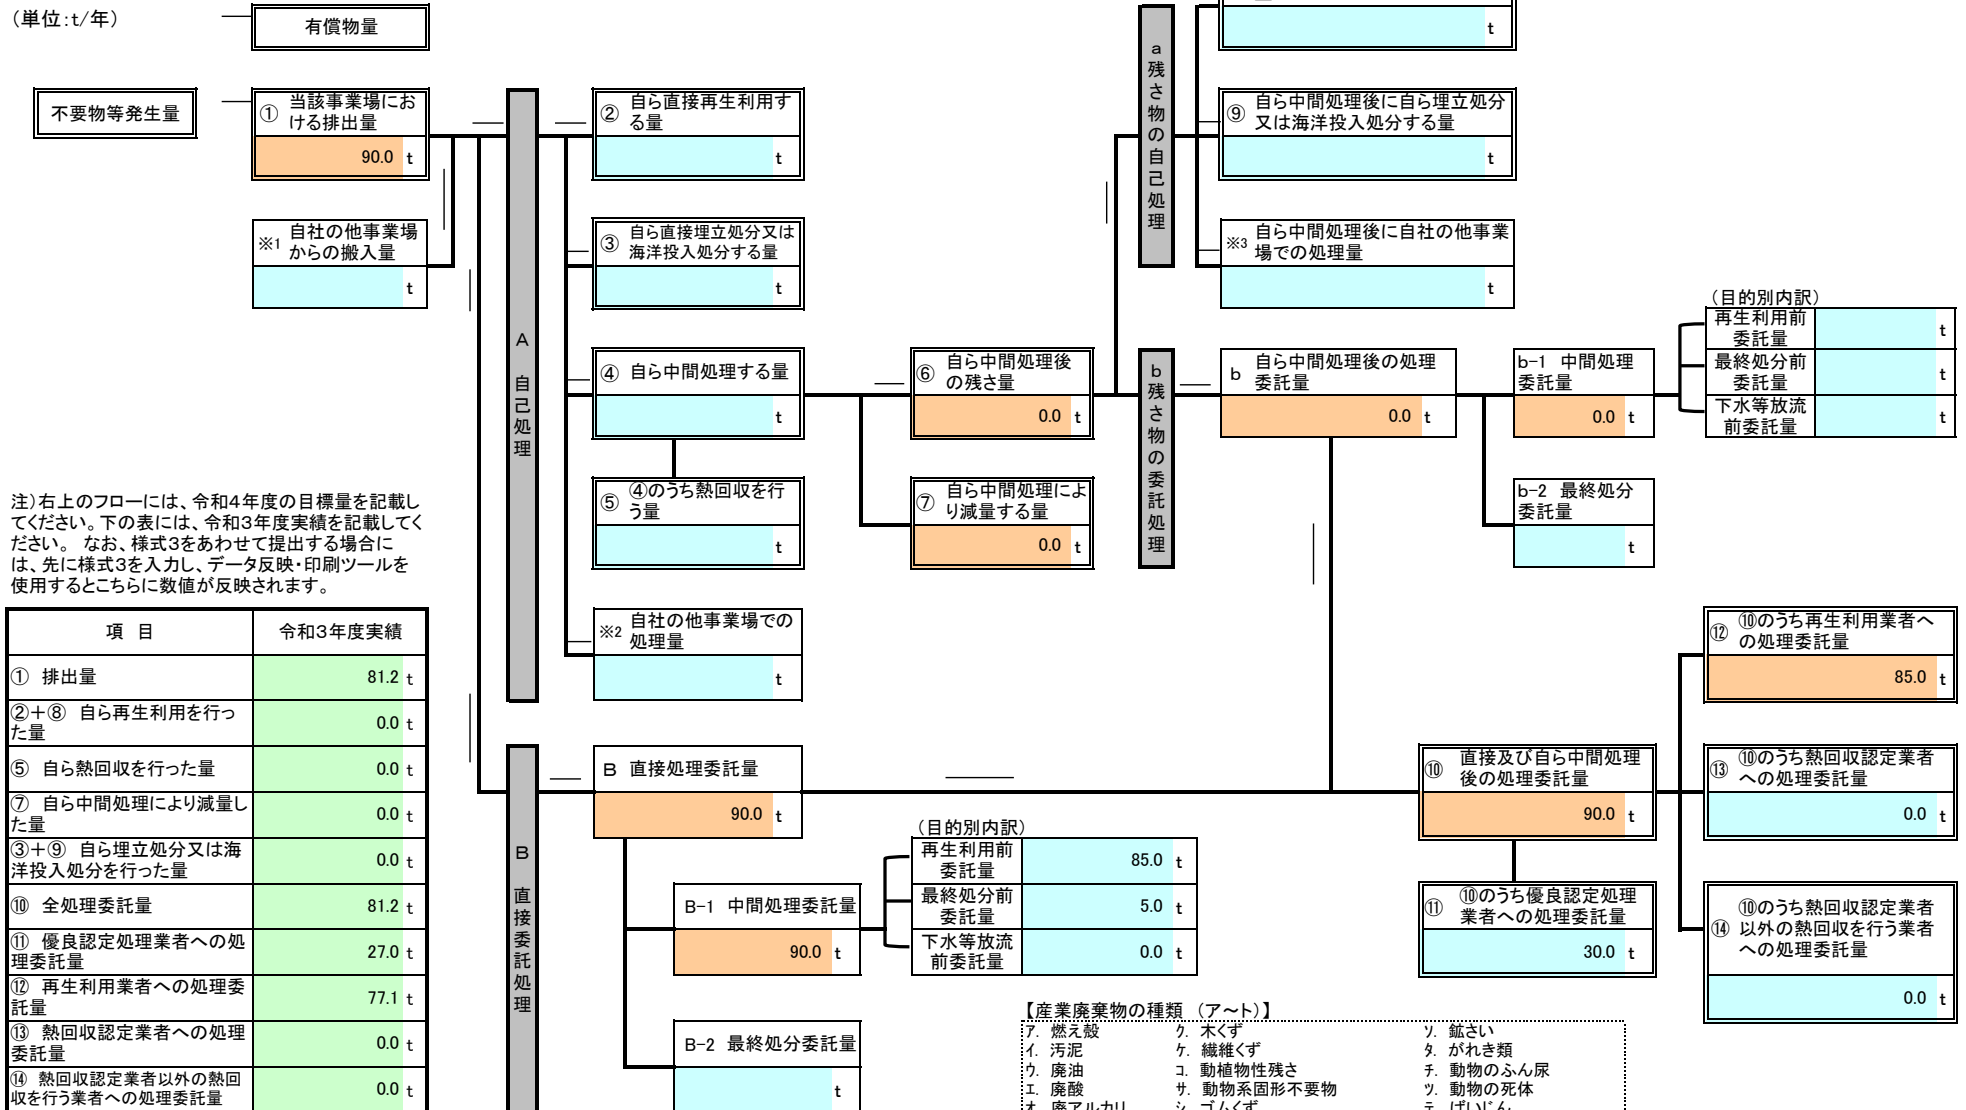 （単位:t/年）
有償物量
不要物等発生量
① 当該事業場にお
ける排出量
90.0 t
※1 自社の他事業場
からの搬入量
t
A 自己処理
② 自ら直接再生利用す
る量
t
③ 自ら直接埋立処分又は
海洋投入処分する量
t
④ 自ら中間処理する量
t
⑤ ④のうち熱回収を行
う量
t
※2 自社の他事業場での
処理量
t
⑥ 自ら中間処理後
の残さ量
0.0 t
⑦ 自ら中間処理によ
り減量する量
0.0 t
a 残さ物の自己処理
t
⑨ 自ら中間処理後に自ら埋立処分
又は海洋投入処分する量
t
※3 自ら中間処理後に自社の他事業
場での処理量
t
b 残さ物の委託処理
b 自ら中間処理後の処理
委託量
0.0 t
b-1 中間処理
委託量
0.0 t
b-2 最終処分
委託量
t
（目的別内訳）
再生利用前
委託量
t
最終処分前
委託量
t
下水等放流
前委託量
t
注）右上のフローには、令和４年度の目標量を記載し
てください。下の表には、令和３年度実績を記載してく
ださい。 なお、様式３をあわせて提出する場合に
は、先に様式３を入力し、データ反映・印刷ツールを
使用するとこちらに数値が反映されます。
項 目 令和３年度実績
① 排出量 81.2 t
②＋⑧ 自ら再生利用を行っ
た量 0.0 t
⑤ 自ら熱回収を行った量 0.0 t
⑦ 自ら中間処理により減量し
た量 0.0 t
③＋⑨ 自ら埋立処分又は海
洋投入処分を行った量 0.0 t
⑩ 全処理委託量 81.2 t
⑪ 優良認定処理業者への処
理委託量 27.0 t
⑫ 再生利用業者への処理委
託量 77.1 t
⑬ 熱回収認定業者への処理
委託量 0.0 t
⑭ 熱回収認定業者以外の熱回
収を行う業者への処理委託量 0.0 t
B 直接委託処理
B 直接処理委託量
90.0 t
B-1 中間処理委託量
90.0 t
B-2 最終処分委託量
t
（目的別内訳）
再生利用前
委託量
85.0 t
最終処分前
委託量
5.0 t
下水等放流
前委託量
0.0 t
⑩ 直接及び自ら中間処理
後の処理委託量
90.0 t
⑪ ⑩のうち優良認定処理
業者への処理委託量
30.0 t
⑫ ⑩のうち再生利用業者へ
の処理委託量
85.0 t
⑬ ⑩のうち熱回収認定業者
への処理委託量
0.0 t
⑭ ⑩のうち熱回収認定業者
以外の熱回収を行う業者
への処理委託量
0.0 t
【産業廃棄物の種類 （ア～ト）】
ア. 燃え殻 ク. 木くず ソ. 鉱さい
イ. 汚泥 ケ. 繊維くず タ. がれき類
ウ. 廃油 コ. 動植物性残さ チ. 動物のふん尿
エ. 廃酸 サ. 動物系固形不要物 ツ. 動物の死体
オ. 廃アルカリ シ. ゴムくず テ. ばいじん